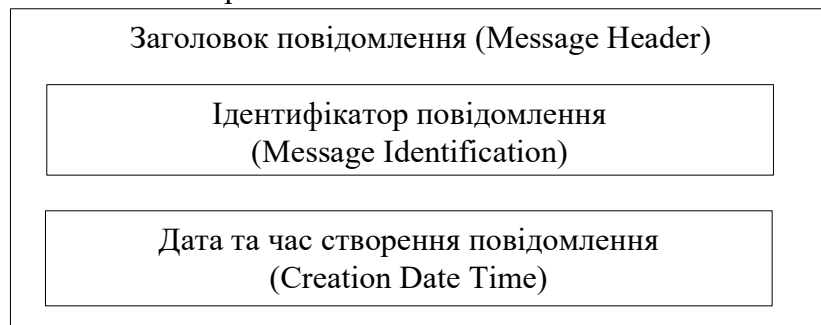 Заголовок повідомлення (Message Header)
Ідентифікатор повідомлення
(Message Identification)
Дата та час створення повідомлення
(Creation Date Time)